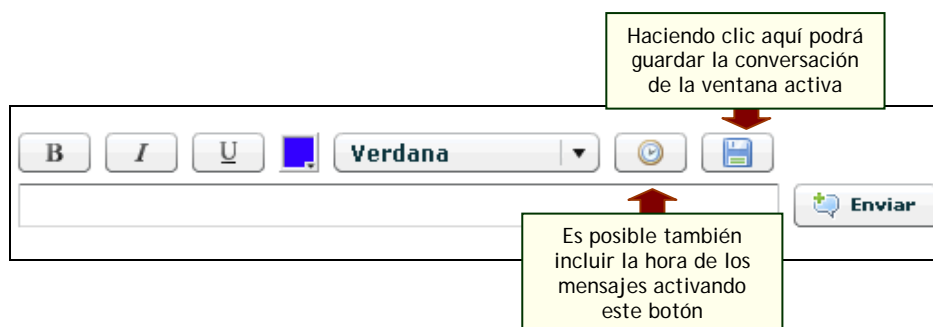 Haciendo clic aquí podrá
guardar la conversación
de la ventana activa
B I U Verdana
Enviar
Es posible también
incluir la hora de los
mensajes activando
este botón